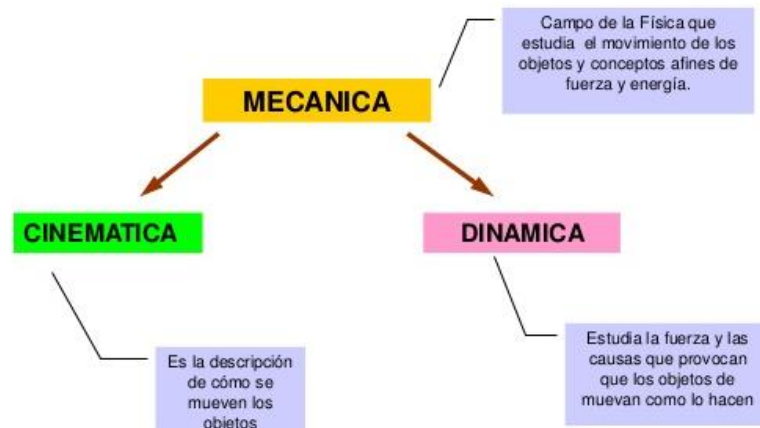 Campo de la Física que
estudia el movimiento de los
objetos y conceptos afines de
fuerza y energía.
MECANICA
CINEMATICA
DINAMICA
Es la descripción
de cómo se
mueven los
objetos
Estudia la fuerza y las
causas que provocan
que los objetos de
muevan como lo hacen